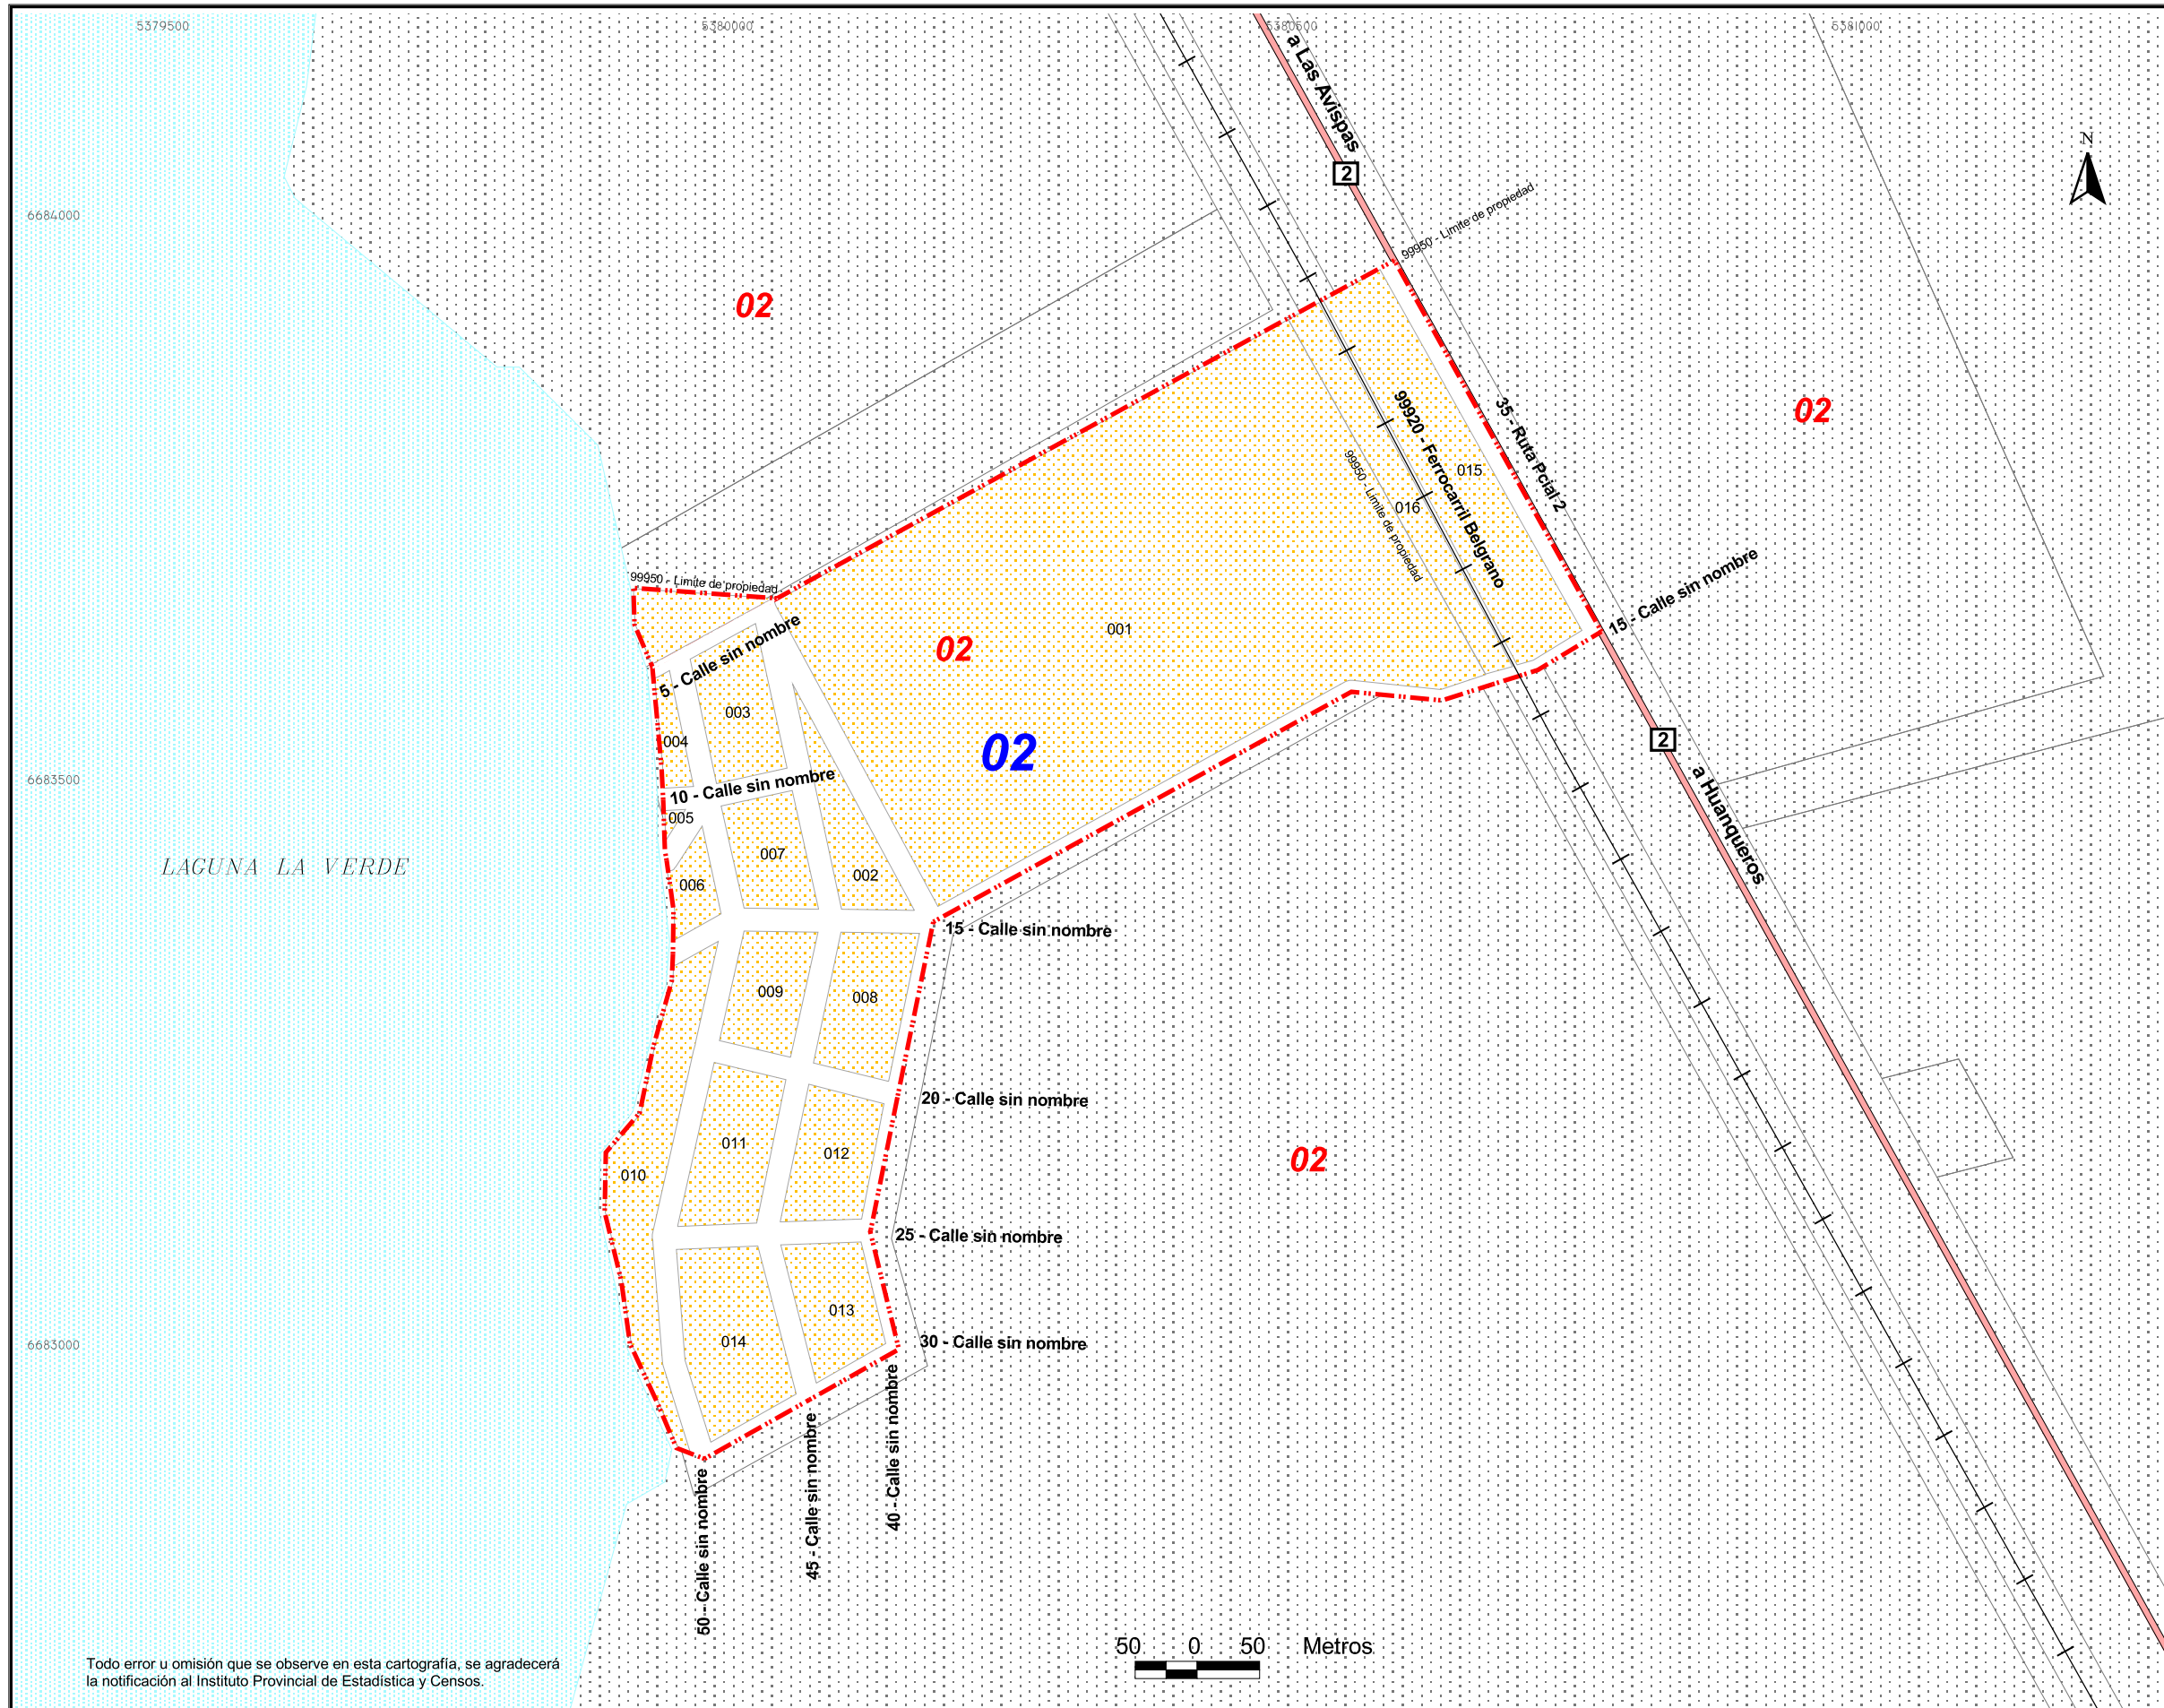 5379500
5380000
5380500
5381000
a Las Avispas
N
2
6684000
99950 - Limite de propiedad
02
02
35 - Ruta Pcial 2
99920 - Ferrocarril Belgrano
015
99950 - Limite de propiedad
016
99950 - Limite de propiedad
15 - Calle sin nombre
001
5 - Calle sin nombre
02
003
004
02
2
6683500
10 - Calle sin nombre
a Huanqueros
005
007
LAGUNA LA VERDE
002
006
15 - Calle sin nombre
009
008
20 - Calle sin nombre
011
012
02
010
25 - Calle sin nombre
013
014
30 - Calle sin nombre
6683000
40 - Calle sin nombre
45 - Calle sin nombre
50 - Calle sin nombre
50 0 50 Metros
Todo error u omisión que se observe en esta cartografía, se agradecerá
la notificación al Instituto Provincial de Estadística y Censos.